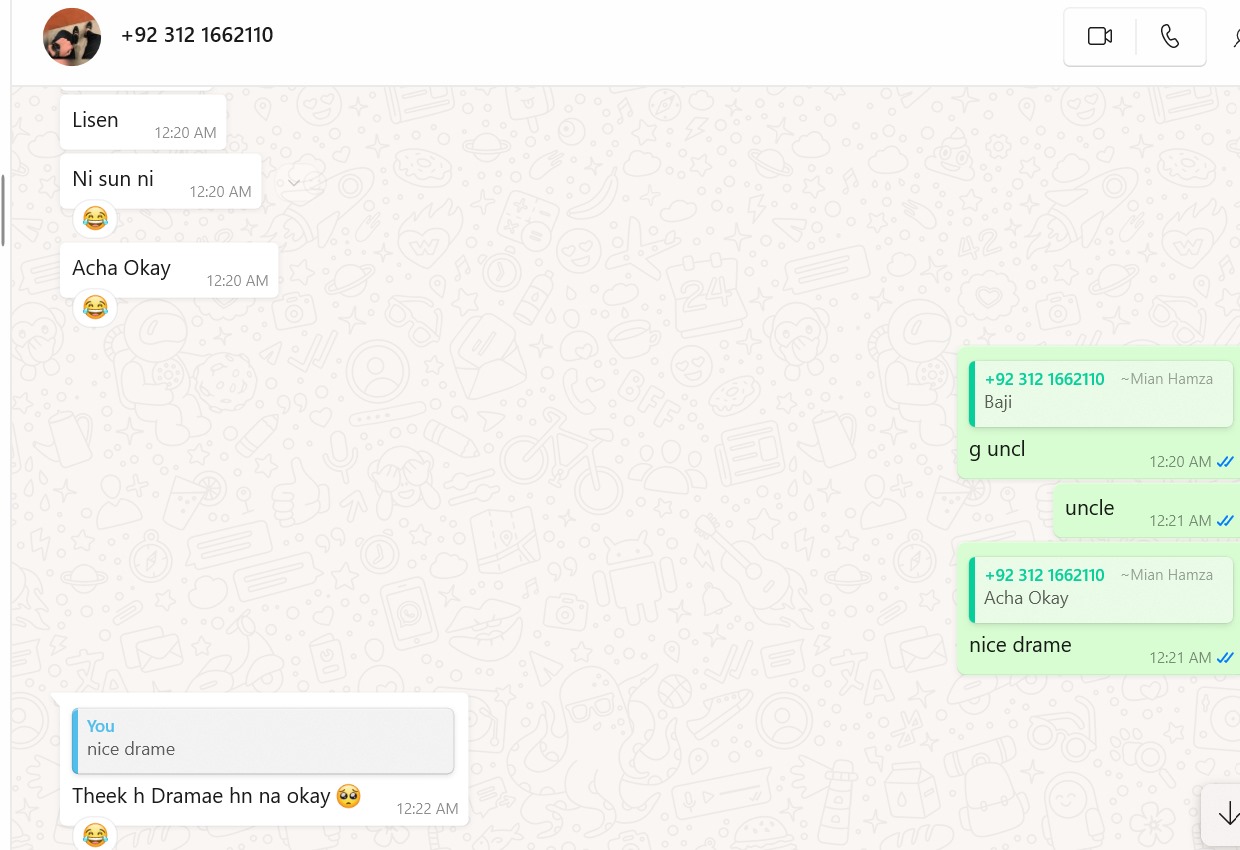 +92 312 1662110
Lisen
12:20 AM
Ni sun ni
12:20 AM
😂
Acha Okay
12:20 AM
😂
+92 312 1662110 ~Mian Hamza
Baji
g uncl
12:20 AM
uncle
12:21 AM
+92 312 1662110 ~Mian Hamza
Acha Okay
nice drame
12:21 AM
You
nice drame
Theek h Dramae hn na okay 🥺
12:22 AM
😂